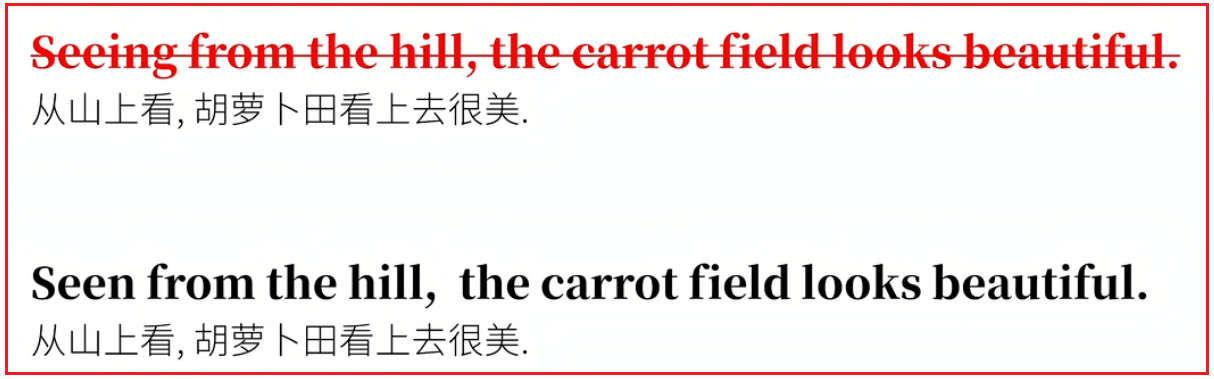 Seeing from the hill, the carrot field looks beautiful.
从山上看, 胡萝卜田看上去很美.
Seen from the hill,  the carrot field looks beautiful.
从山上看, 胡萝卜田看上去很美.